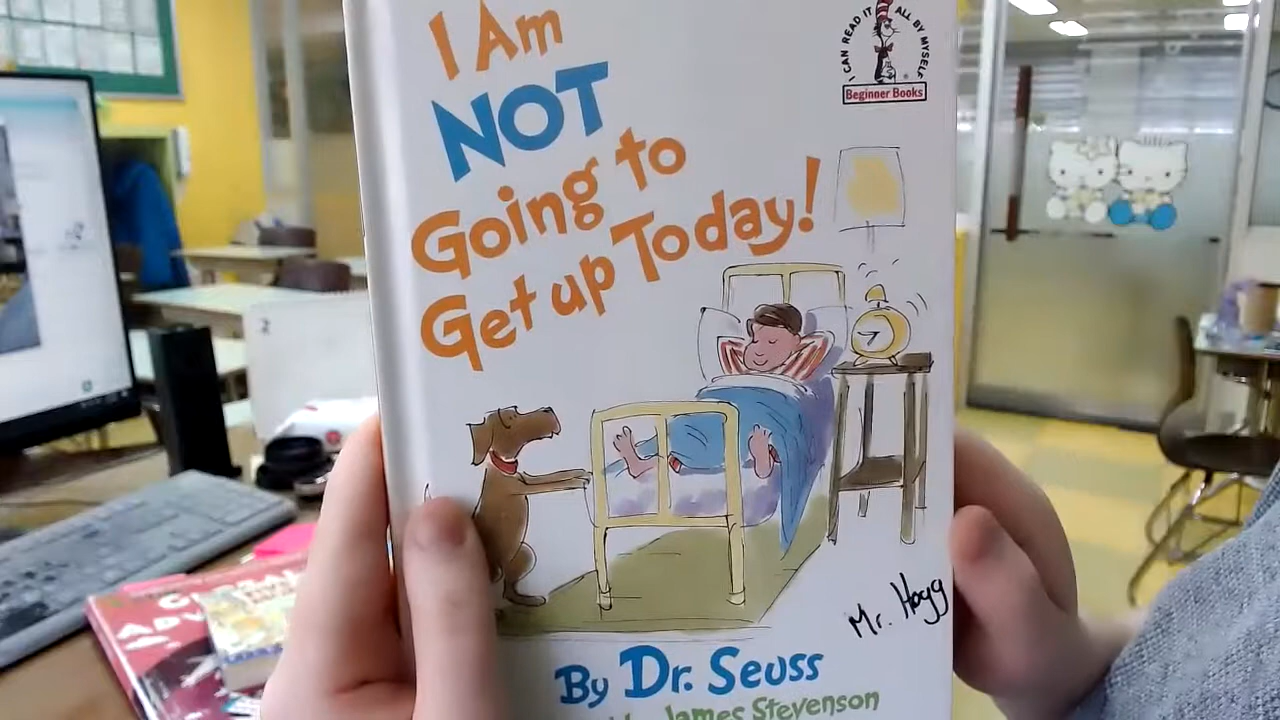 I Am
NOT
Going to
Get up Today!
I CAN READ IT ALL BY MYSELF
Beginner Books
Mr. Hogg
By Dr. Seuss
James Stevenson
2